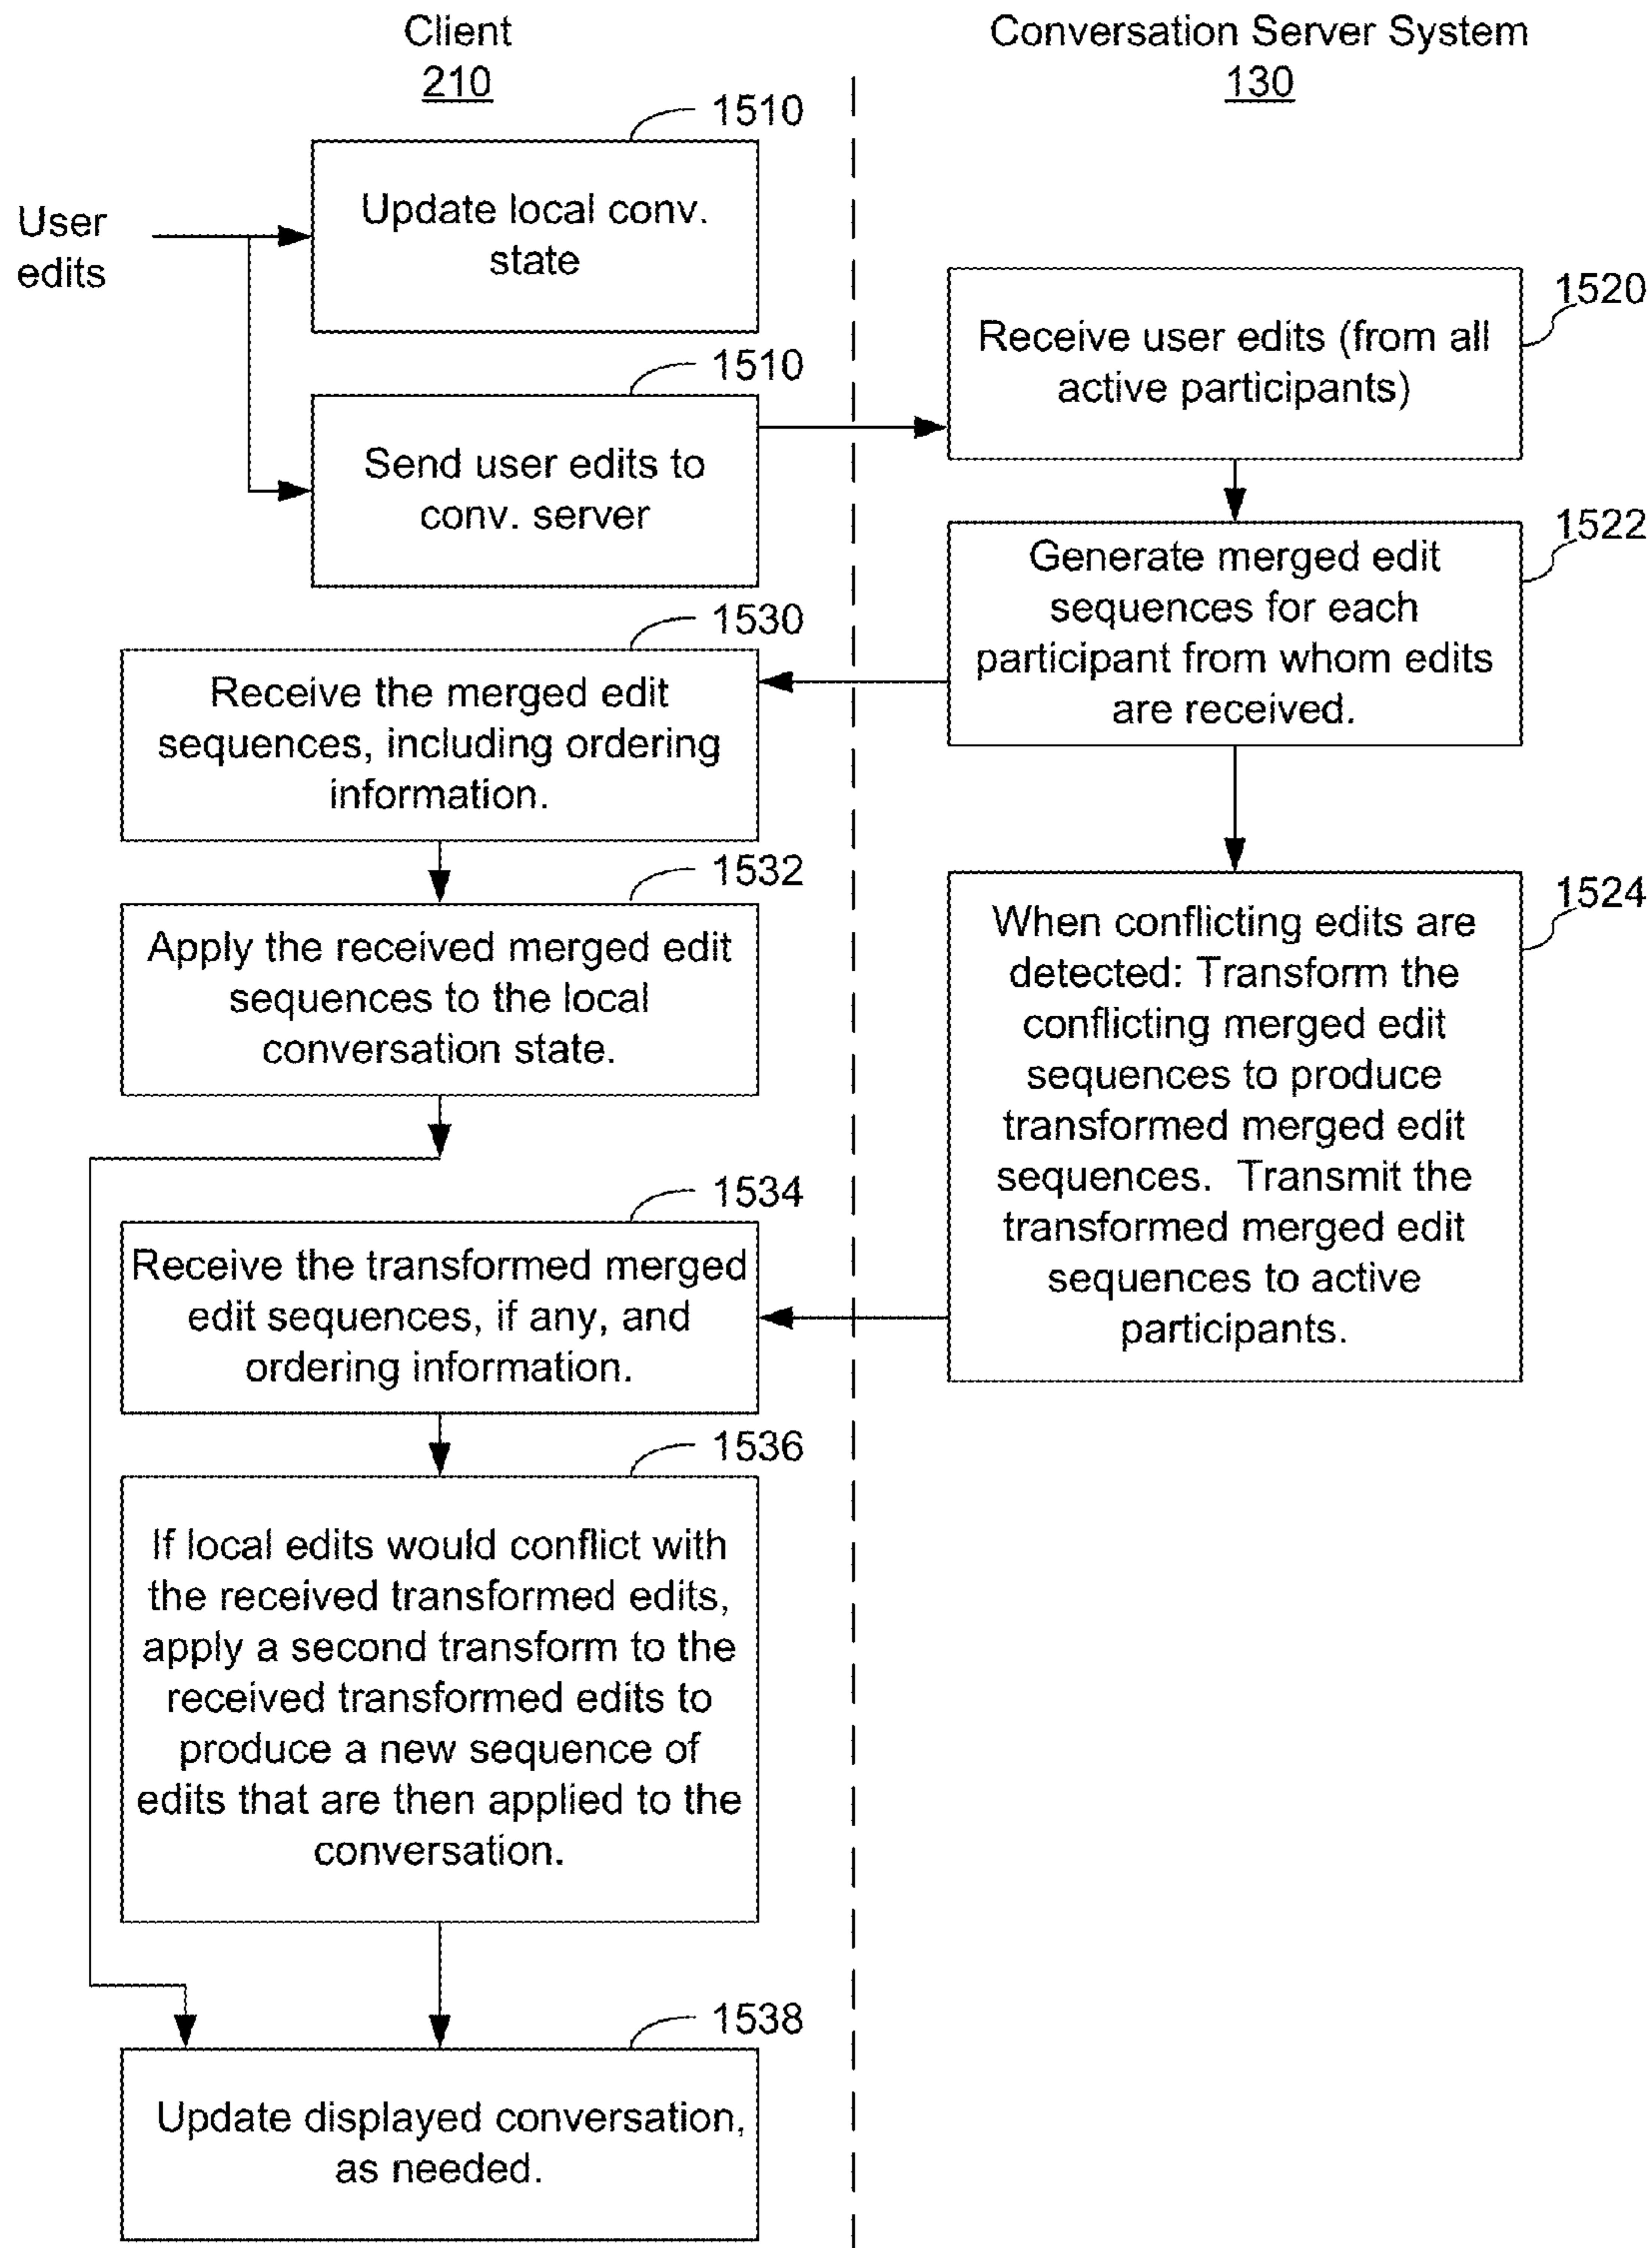 Client
210
Conversation Server System
130
1510
User
edits
Update local conv.
state
1510
Send user edits to
conv. server
1520
Receive user edits (from all
active participants)
1522
Generate merged edit
sequences for each
participant from whom edits
are received.
1530
Receive the merged edit
sequences, including ordering
information.
1532
Apply the received merged edit
sequences to the local
conversation state.
1524
When conflicting edits are
detected: Transform the
conflicting merged edit
sequences to produce
transformed merged edit
sequences. Transmit the
transformed merged edit
sequences to active
participants.
1534
Receive the transformed merged
edit sequences, if any, and
ordering information.
1536
If local edits would conflict with
the received transformed edits,
apply a second transform to the
received transformed edits to
produce a new sequence of
edits that are then applied to the
conversation.
1538
Update displayed conversation,
as needed.